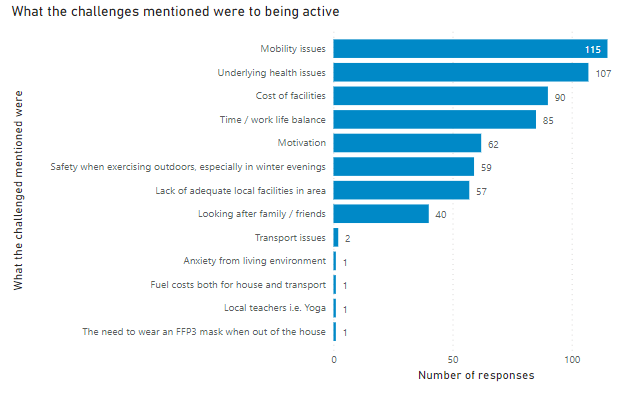 What the challenges mentioned were to being active
What the challenged mentioned were
Mobility issues 115
Underlying health issues 107
Cost of facilities 90
Time / work life balance 85
Motivation 62
Safety when exercising outdoors, especially in winter evenings 59
Lack of adequate local facilities in area 57
Looking after family / friends 40
Transport issues 2
Anxiety from living environment 1
Fuel costs both for house and transport 1
Local teachers i.e. Yoga 1
The need to wear an FFP3 mask when out of the house 1
0 50 100
Number of responses